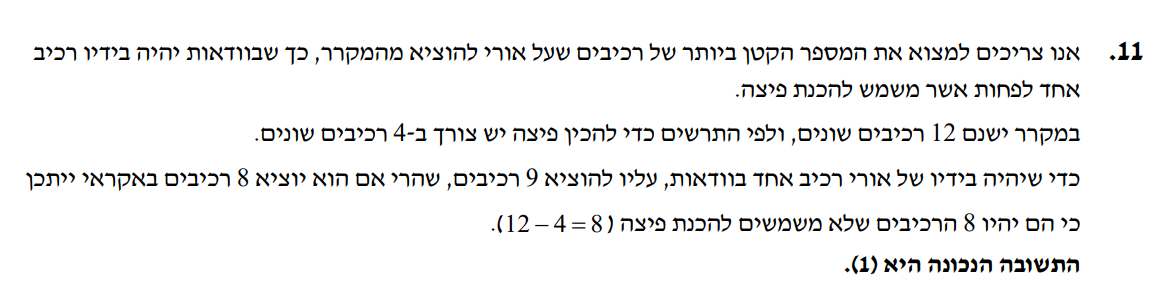 11. אנו צריכים למצוא את המספר הקטן ביותר של רכיבים שעל אורי להוציא מהמקרר, כך שבוודאות יהיה בידיו רכיב
אחד לפחות אשר משמש להכנת פיצה.
במקרר ישנם 12 רכיבים שונים, ולפי התרשים כדי להכין פיצה יש צורך ב-4 רכיבים שונים.
כדי שיהיה בידיו של אורי רכיב אחד בוודאות, עליו להוציא 9 רכיבים, שהרי אם הוא יוציא 8 רכיבים באקראי ייתכן
כי הם יהיו 8 הרכיבים שלא משמשים להכנת פיצה (12 – 4 = 8).
התשובה הנכונה היא (1).